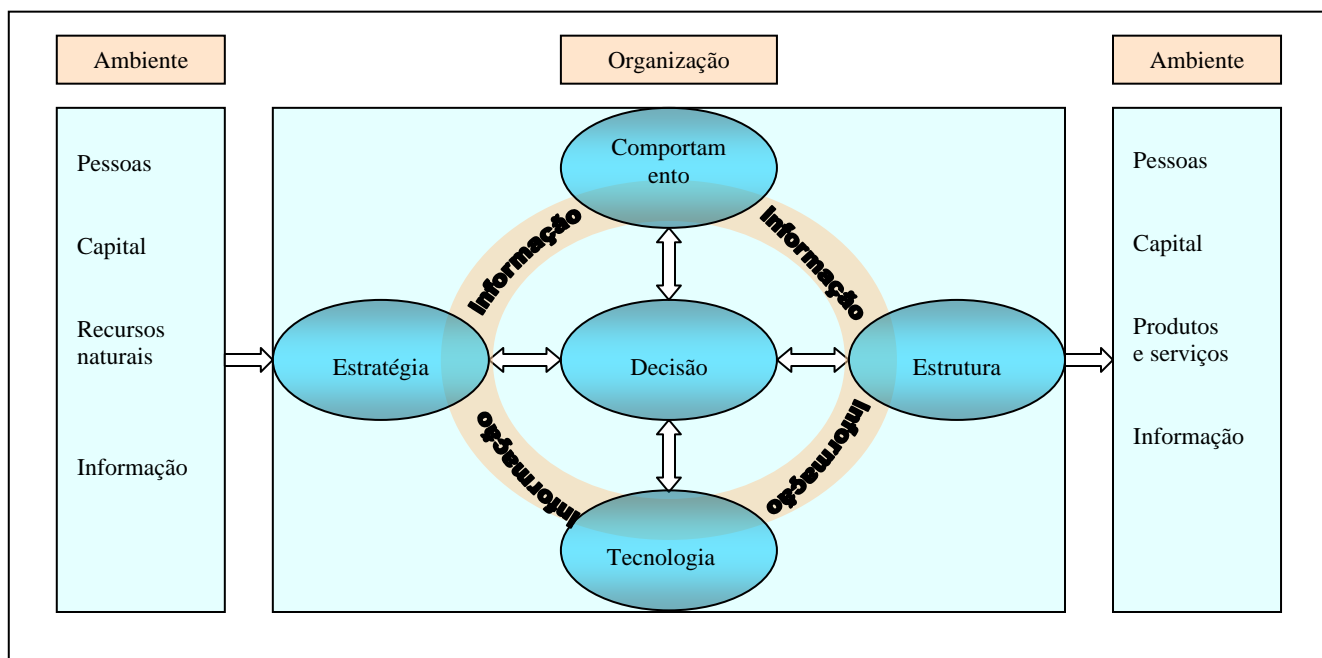 Ambiente
Organização
Ambiente
Pessoas
Capital
Recursos
naturais
Informação
Comportam
ento
Informação
Informação
Estratégia
Decisão
Estrutura
Informação
Informação
Tecnologia
Pessoas
Capital
Produtos
e serviços
Informação